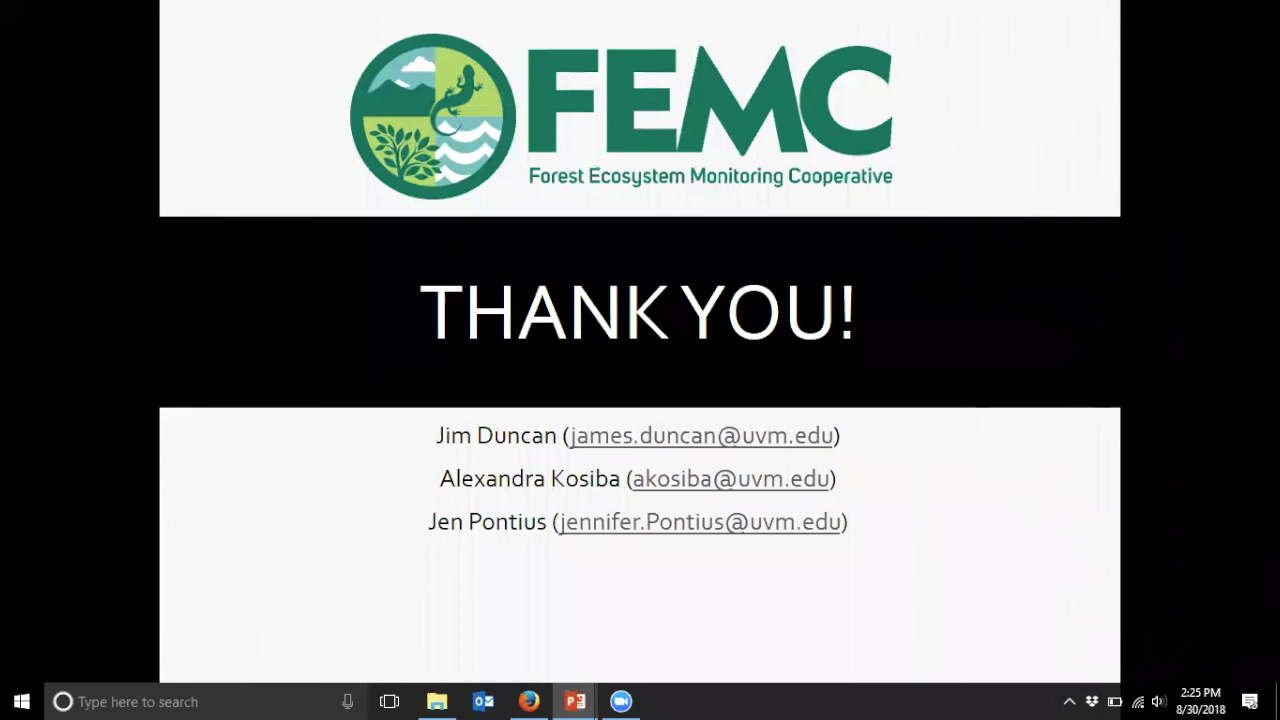 FEMC
Forest Ecosystem Monitoring Cooperative
THANK YOU!
Jim Duncan (james.duncan@uvm.edu)
Alexandra Kosiba (akosiba@uvm.edu)
Jen Pontius (jennifer.Pontius@uvm.edu)
Type here to search
2:25 PM
8/30/2018